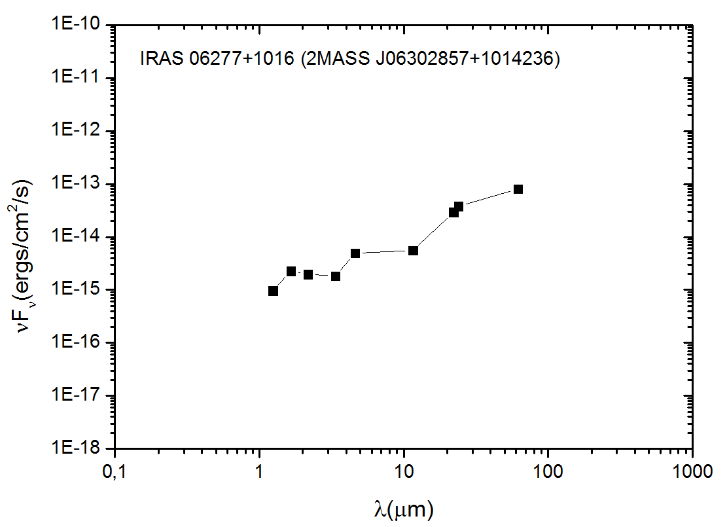 IRAS 06277+1016 (2MASS J06302857+1014236)
νFν(ergs/cm²/s)
1E-10
1E-11
1E-12
1E-13
1E-14
1E-15
1E-16
1E-17
1E-18
0,1 1 10 100 1000
λ(μm)